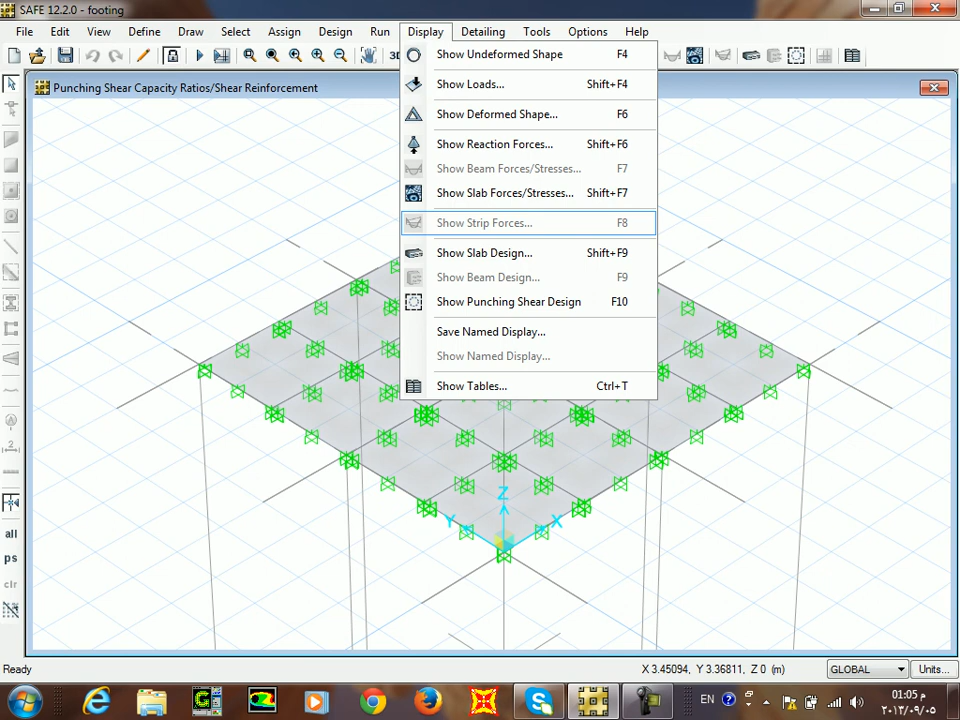 SAFE 12.2.0 - footing
File Edit View Define Draw Select Assign Design Run Display Detailing Tools Options Help
3D
Punching Shear Capacity Ratios/Shear Reinforcement
Show Undeformed Shape F4
Show Loads... Shift+F4
Show Deformed Shape... F6
Show Reaction Forces... Shift+F6
Show Beam Forces/Stresses... F7
Show Slab Forces/Stresses... Shift+F7
Show Strip Forces... F8
Show Slab Design... Shift+F9
Show Beam Design... F9
Show Punching Shear Design F10
Save Named Display...
Show Named Display...
Show Tables... Ctrl+T
Z
Y X
all
ps
clr
Ready X 3.45094, Y 3.36811, Z 0 (m) GLOBAL Units...
EN 01:05 م
٢٠١٣/٠٩/٠٥